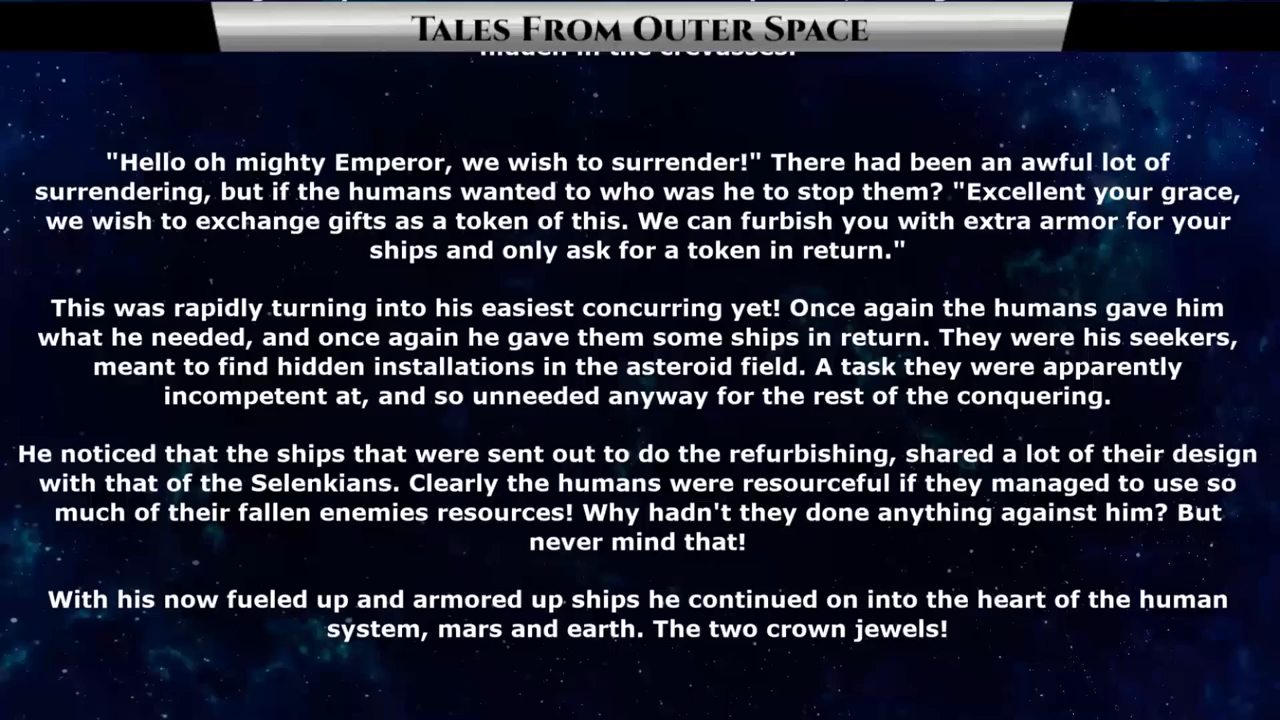 TALES FROM OUTER SPACE
hidden in the crevasses.
"Hello oh mighty Emperor, we wish to surrender!" There had been an awful lot of
surrendering, but if the humans wanted to who was he to stop them? "Excellent your grace,
we wish to exchange gifts as a token of this. We can furbish you with extra armor for your
ships and only ask for a token in return."
This was rapidly turning into his easiest concurring yet! Once again the humans gave him
what he needed, and once again he gave them some ships in return. They were his seekers,
meant to find hidden installations in the asteroid field. A task they were apparently
incompetent at, and so unneeded anyway for the rest of the conquering.
He noticed that the ships that were sent out to do the refurbishing, shared a lot of their design
with that of the Selenkians. Clearly the humans were resourceful if they managed to use so
much of their fallen enemies resources! Why hadn't they done anything against him? But
never mind that!
With his now fueled up and armored up ships he continued on into the heart of the human
system, mars and earth. The two crown jewels!